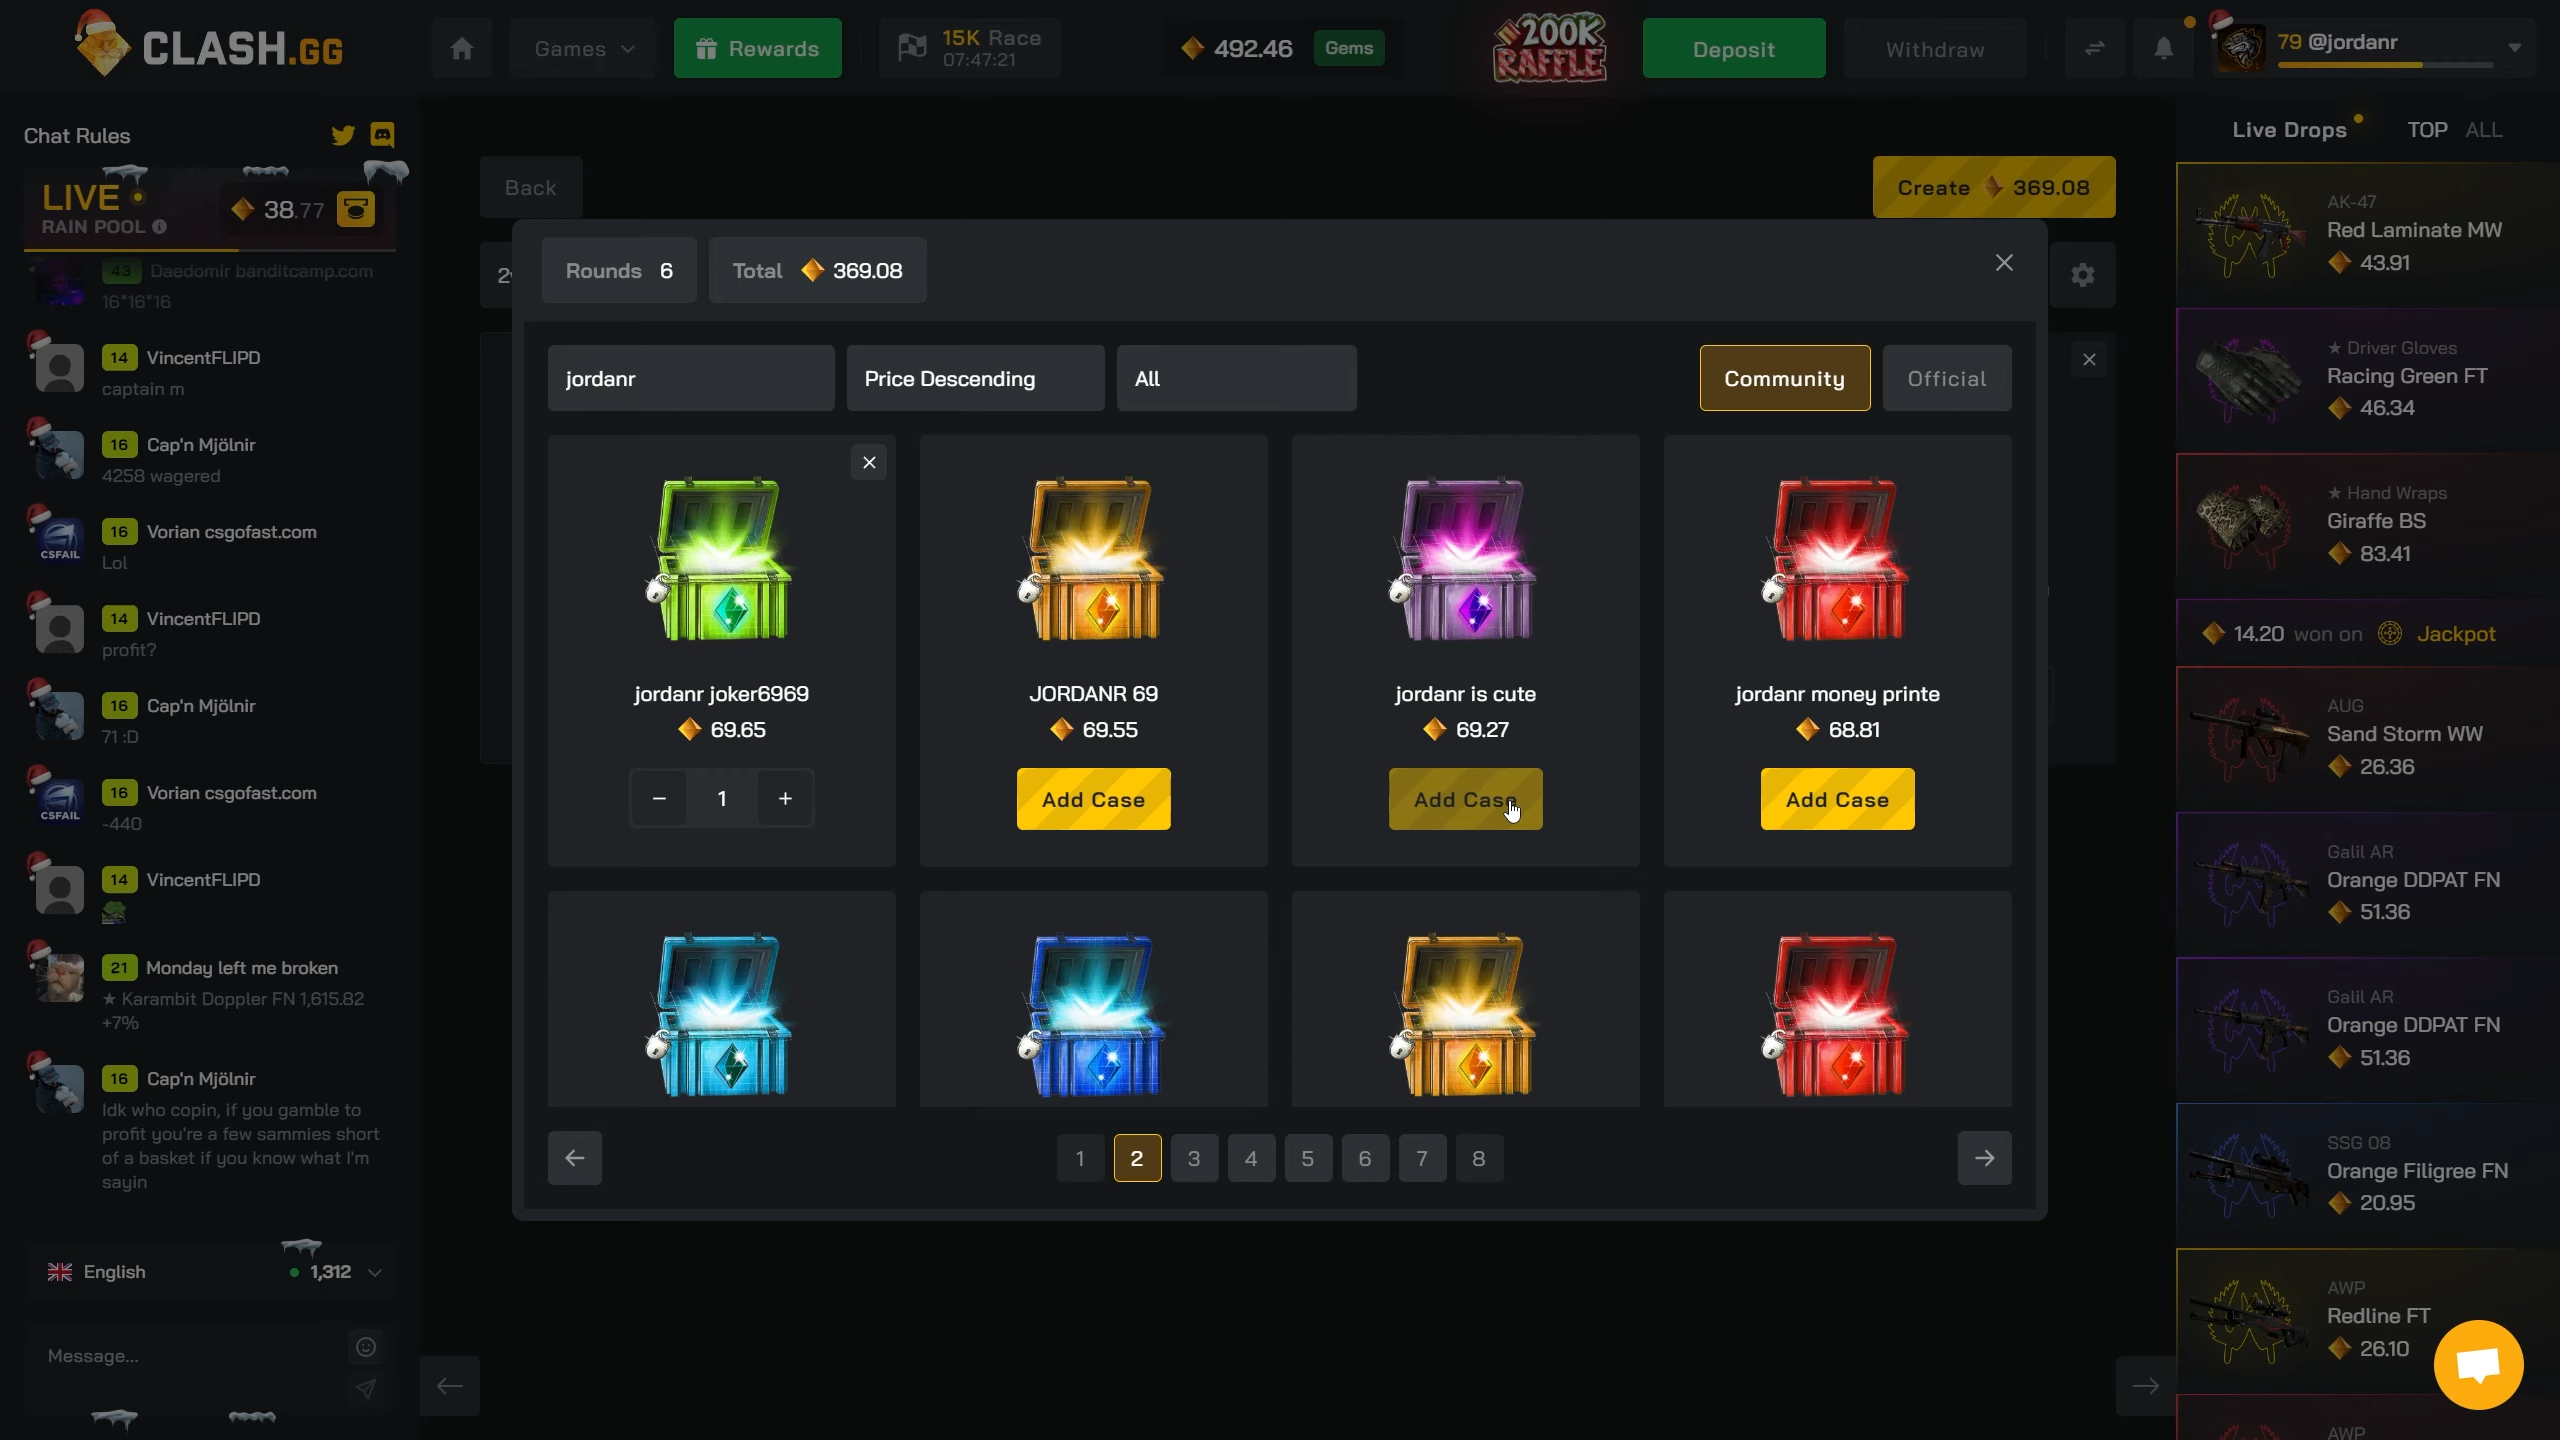 CLASH.GG
Games
Rewards
15K Race
07:47:21
492.46
Gems
200K
RAFFLE
Deposit
Withdraw
79 @jordanr
Chat Rules
LIVE
RAIN POOL
38.77
43 Daedomir banditcamp.com
16*16*16
14 VincentFLIPD
captain m
16 Cap'n Mjölnir
4258 wagered
CSFAIL
16 Vorian csgofast.com
Lol
14 VincentFLIPD
profit?
16 Cap'n Mjölnir
71 :D
CSFAIL
16 Vorian csgofast.com
-440
14 VincentFLIPD
21 Monday left me broken
★ Karambit Doppler FN 1,615.82
+7%
16 Cap'n Mjölnir
Idk who copin, if you gamble to
profit you're a few sammies short
of a basket if you know what I'm
sayin
English
1,312
Message...
Back
Create 369.08
Rounds 6
Total 369.08
jordanr
Price Descending
All
Community
Official
jordanr joker6969
69.65
1
JORDANR 69
69.55
Add Case
jordanr is cute
69.27
Add Case
jordanr money printe
68.81
Add Case
1 2 3 4 5 6 7 8
Live Drops
TOP ALL
AK-47
Red Laminate MW
43.91
★ Driver Gloves
Racing Green FT
46.34
★ Hand Wraps
Giraffe BS
83.41
14.20 won on Jackpot
AUG
Sand Storm WW
26.36
Galil AR
Orange DDPAT FN
51.36
Galil AR
Orange DDPAT FN
51.36
SSG 08
Orange Filigree FN
20.95
AWP
Redline FT
26.10
AWP